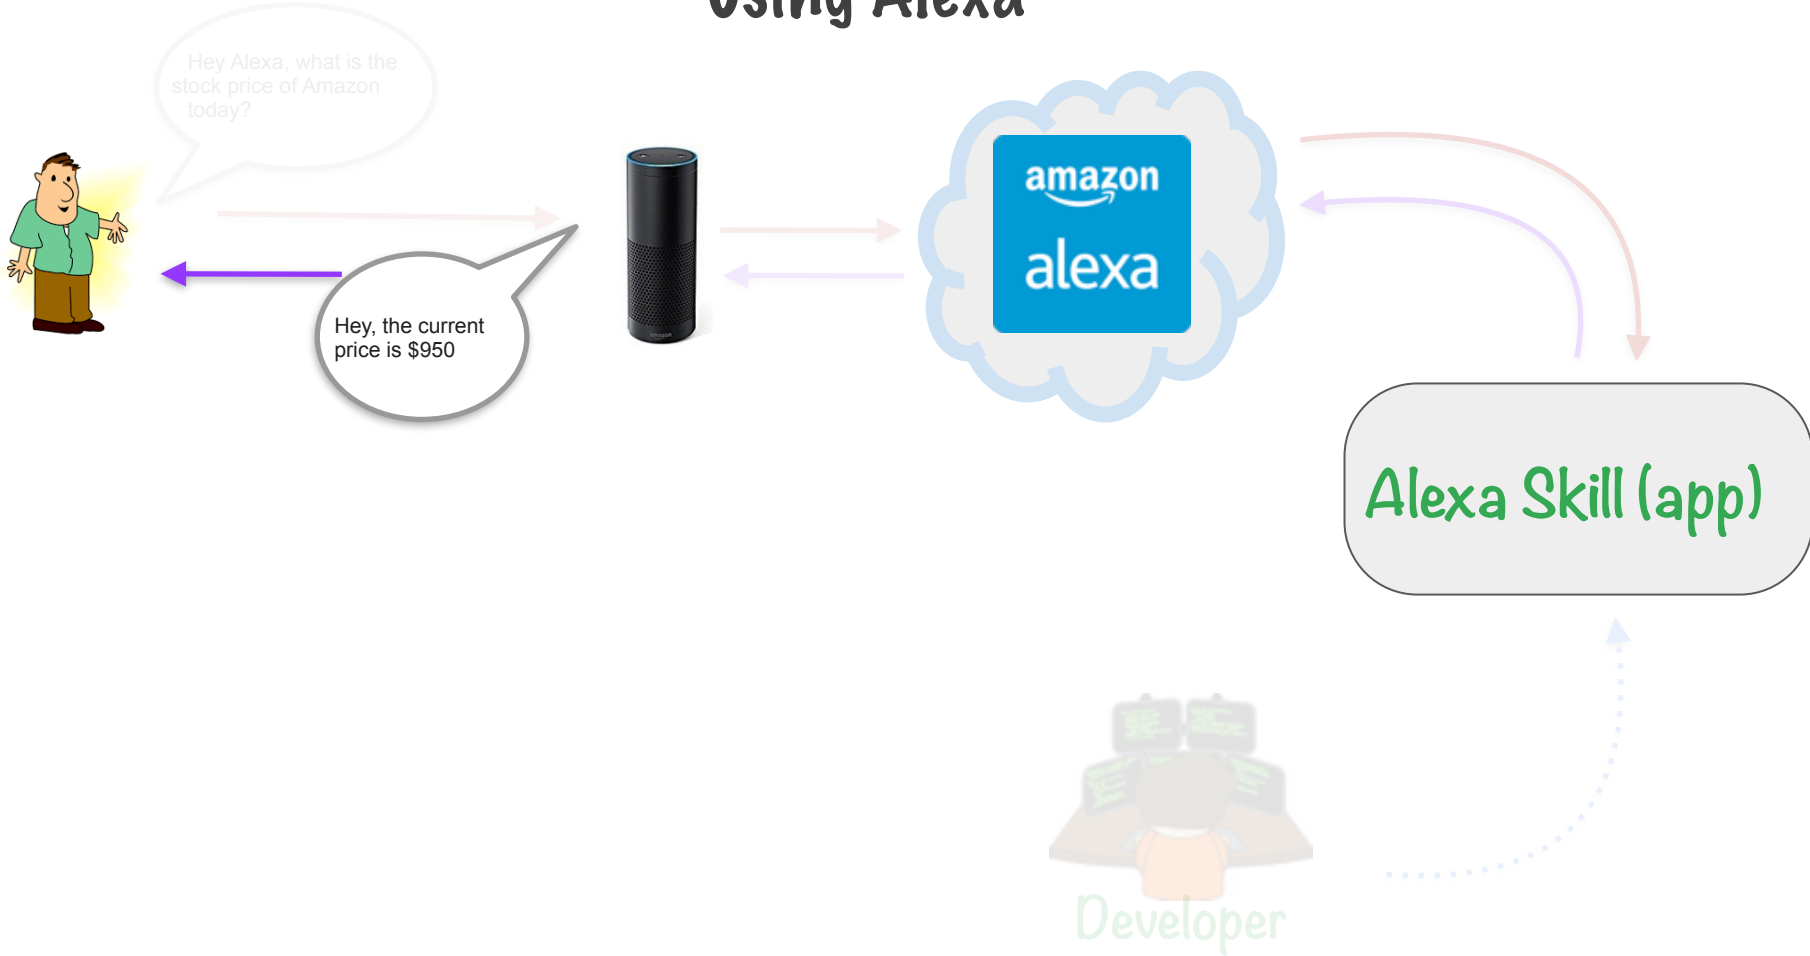 Using Alexa
Hey Alexa, what is the
stock price of Amazon
today?
amazon
alexa
Hey, the current
price is $950
amazon
Alexa Skill (app)
Developer